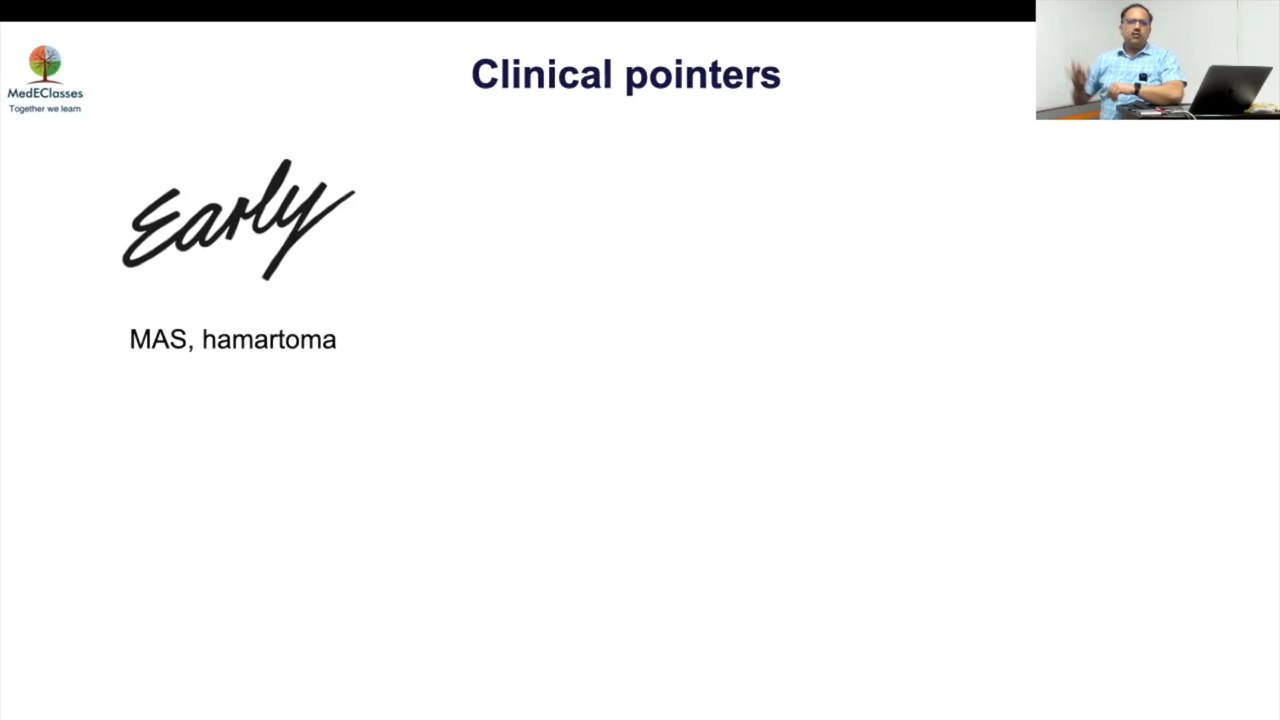 Clinical pointers
MedEClasses
Together we learn
Early
MAS, hamartoma